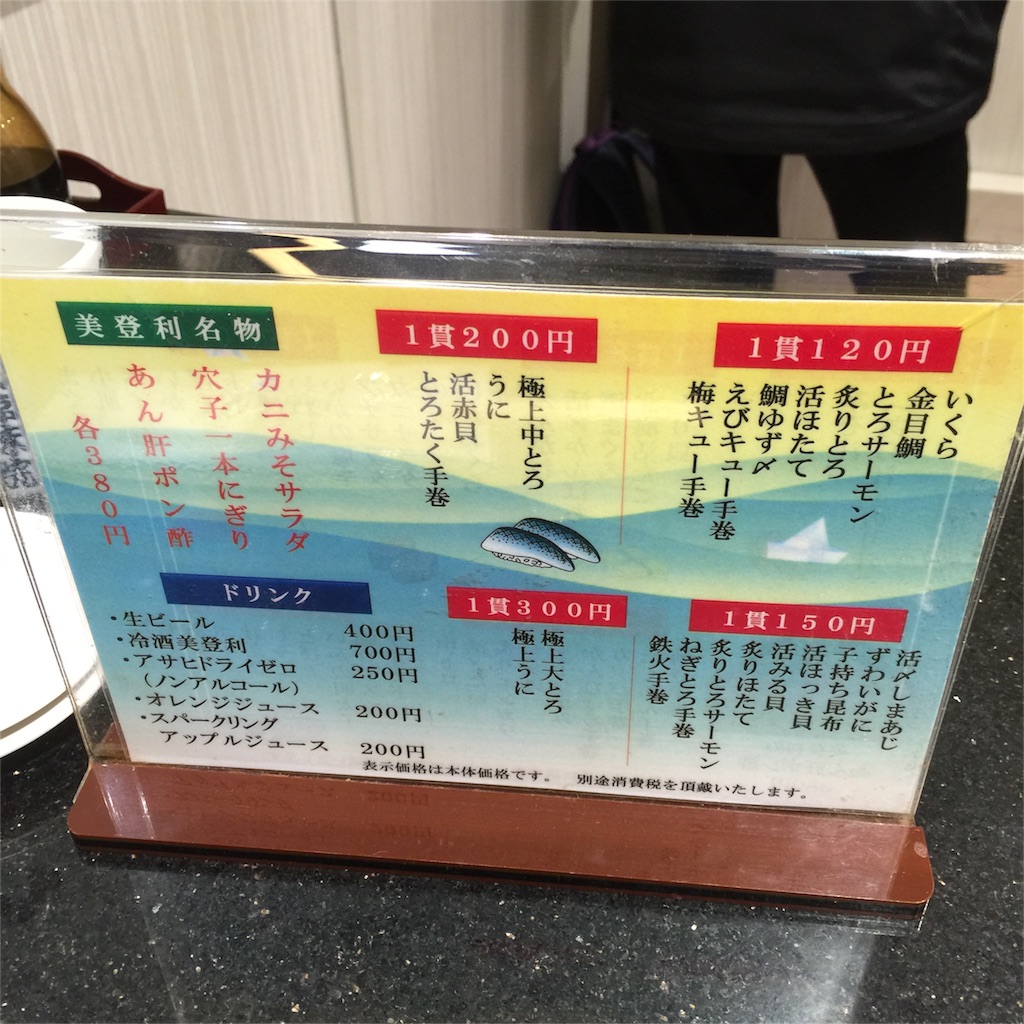 美登利名物
カニみそサラダ
穴子一本にぎり
あん肝ポン酢
各380円
1貫200円
極上中とろ
うに
活赤貝
とろたく手巻
1貫120円
いくら
金目鯛
とろサーモン
炙りとろ
活ほたて
鯛ゆず〆
えびキュー手巻
梅キュー手巻
ドリンク
・生ビール 400円
・冷酒美登利 700円
・アサヒドライゼロ 250円
（ノンアルコール）
・オレンジジュース 200円
・スパークリング
アップルジュース 200円
1貫300円
極上大とろ
極上うに
1貫150円
活〆しまあじ
ずわいがに
子持ち昆布
活ほっき貝
活みる貝
炙りほたて
炙りとろサーモン
ねぎとろ手巻
鉄火手巻
表示価格は本体価格です。 別途消費税を頂戴いたします。